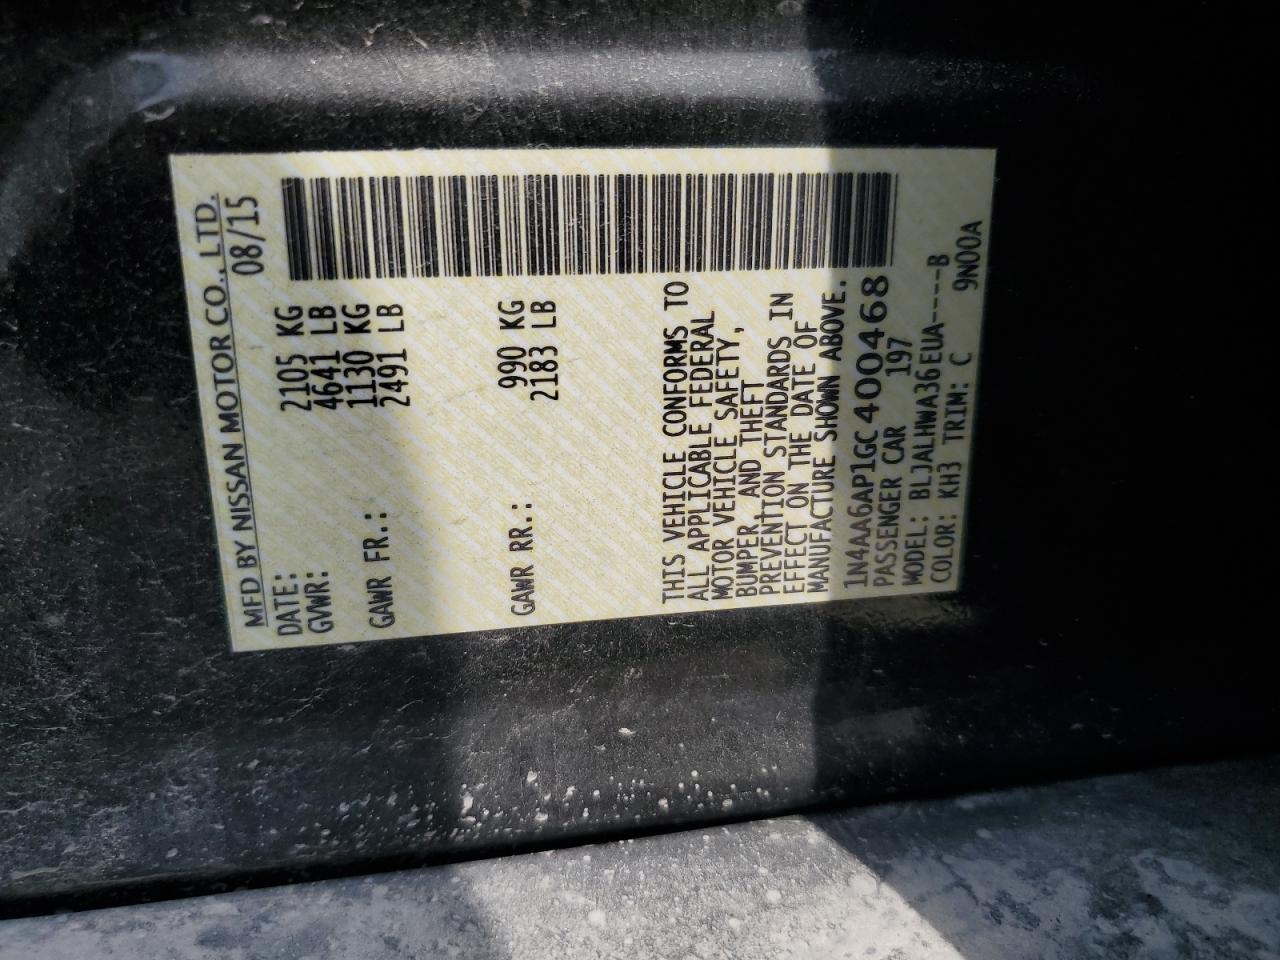 MFD BY NISSAN MOTOR CO., LTD.
DATE: 08/15
GVWR: 2105 KG
4641 LB
GAWR FR.: 1130 KG
2491 LB
GAWR RR.: 990 KG
2183 LB
THIS VEHICLE CONFORMS TO
ALL APPLICABLE FEDERAL
MOTOR VEHICLE SAFETY,
BUMPER, AND THEFT
PREVENTION STANDARDS IN
EFFECT ON THE DATE OF
MANUFACTURE SHOWN ABOVE.
1N4AA6AP1GC400468
PASSENGER CAR 197
MODEL: BLJALHWA36EUA----B
COLOR: KH3 TRIM: C 9N00A